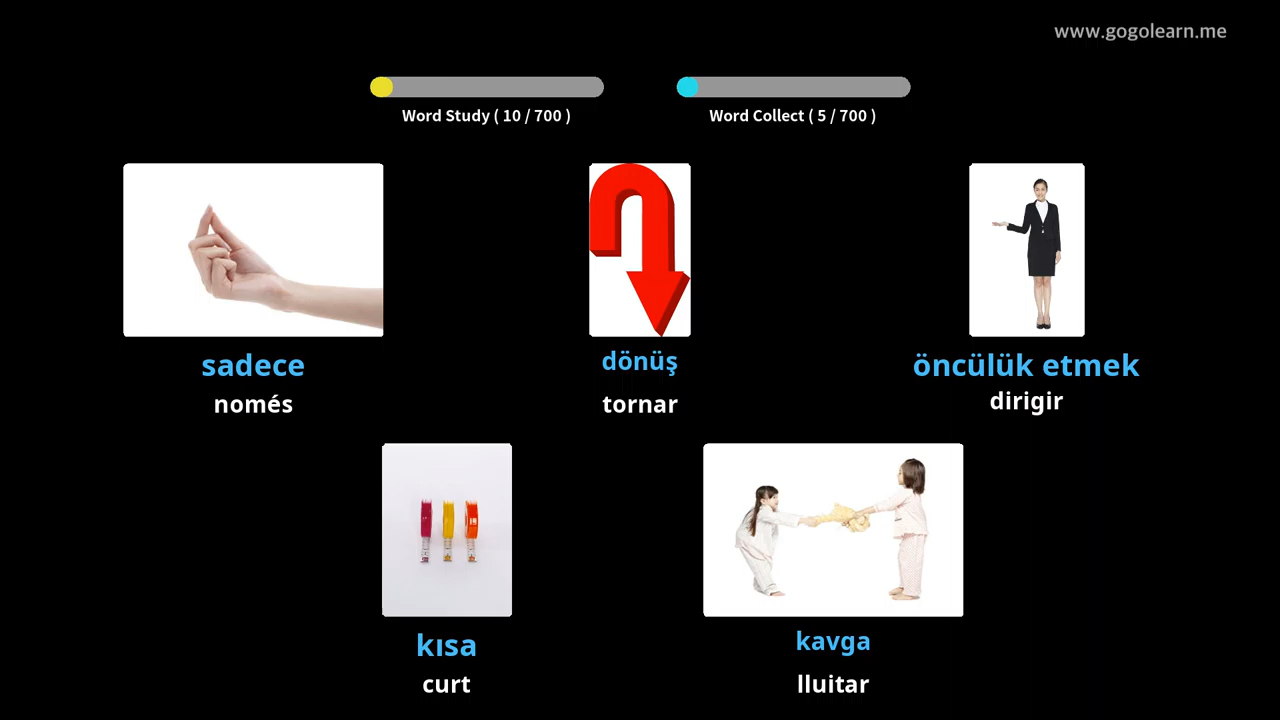 www.gogolearn.me
Word Study ( 10 / 700 )
Word Collect ( 5 / 700 )
sadece
només
dönüş
tornar
öncülük etmek
dirigir
kısa
curt
kavga
lluitar